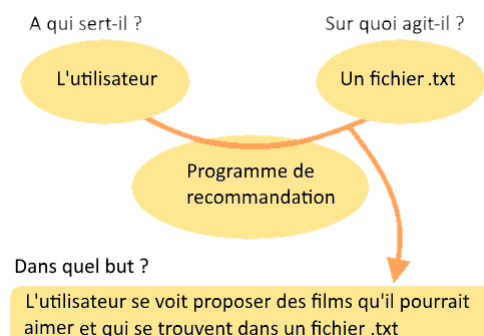 A qui sert-il ?
Sur quoi agit-il ?
L'utilisateur
Un fichier .txt
Programme de
recommandation
Dans quel but ?
L'utilisateur se voit proposer des films qu'il pourrait
aimer et qui se trouvent dans un fichier .txt